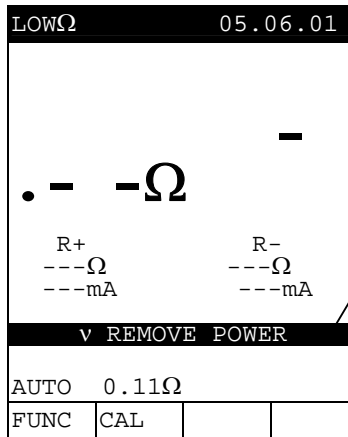 LOWΩ 05.06.01
-
.- -Ω
R+ R-
---Ω ---Ω
---mA ---mA
ν REMOVE POWER
AUTO 0.11Ω
FUNC CAL